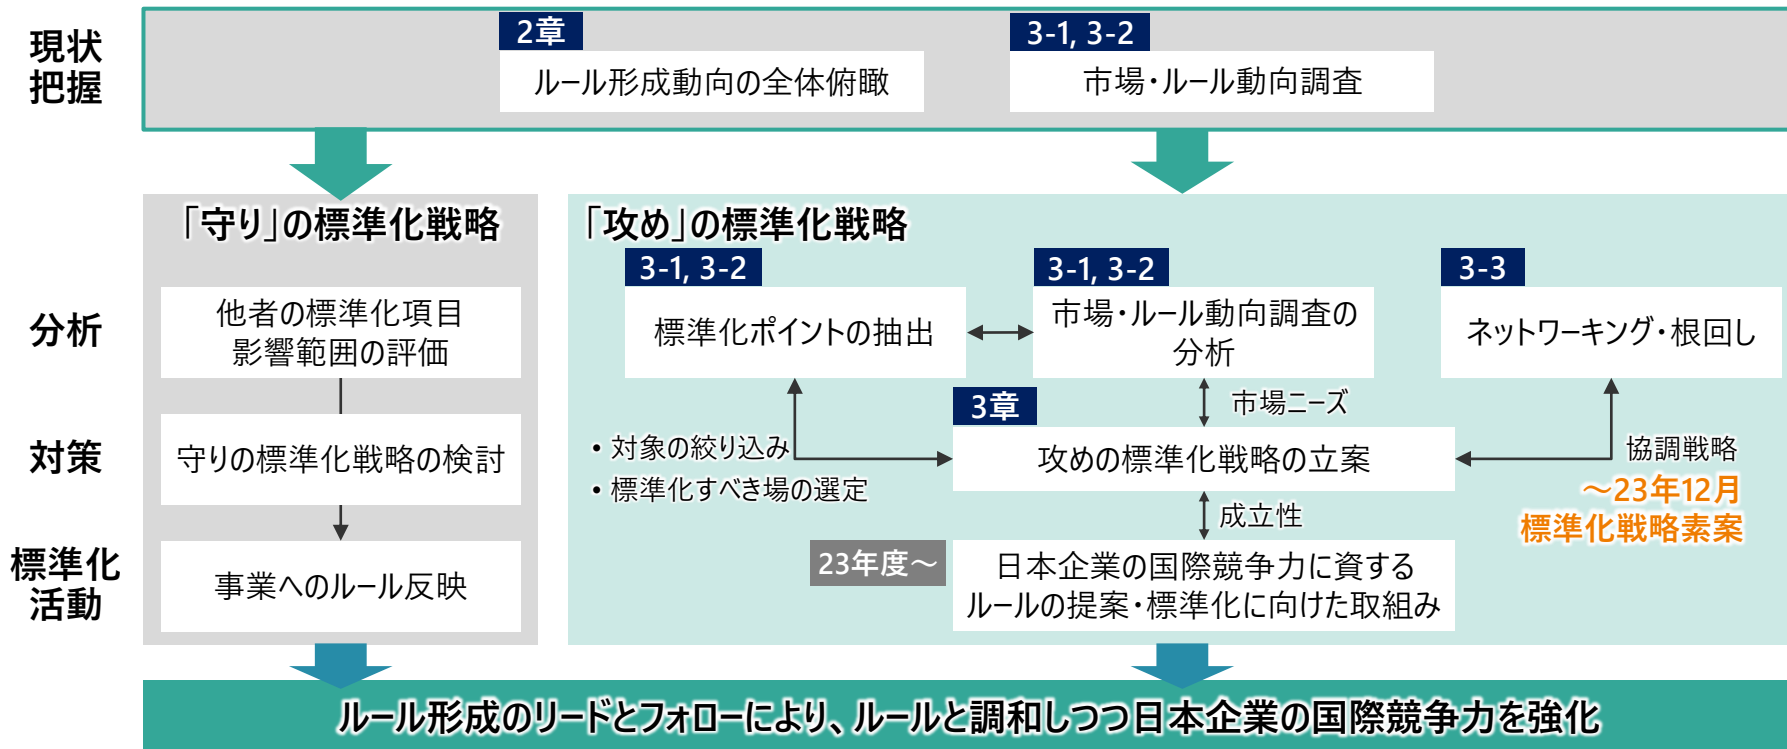 現状
把握
2章
ルール形成動向の全体俯瞰
3-1, 3-2
市場・ルール動向調査
「守り」の標準化戦略
「攻め」の標準化戦略
分析
他者の標準化項目
影響範囲の評価
3-1, 3-2
標準化ポイントの抽出
3-1, 3-2
市場・ルール動向調査の
分析
3-3
ネットワーキング・根回し
市場ニーズ
対策
守りの標準化戦略の検討
• 対象の絞り込み
• 標準化すべき場の選定
3章
攻めの標準化戦略の立案
協調戦略
～23年12月
標準化戦略素案
成立性
標準化
活動
事業へのルール反映
23年度～
日本企業の国際競争力に資する
ルールの提案・標準化に向けた取組み
ルール形成のリードとフォローにより、ルールと調和しつつ日本企業の国際競争力を強化